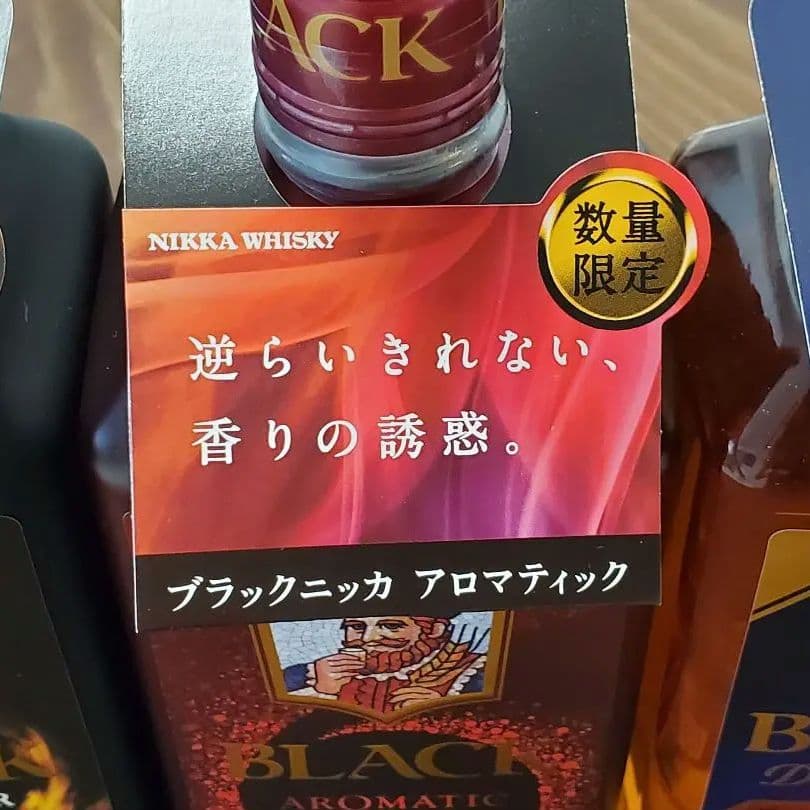 ACK
NIKKA WHISKY
数量
限定
逆らいきれない、
香りの誘惑。
ブラックニッカ アロマティック
BLACK
AROMATIC